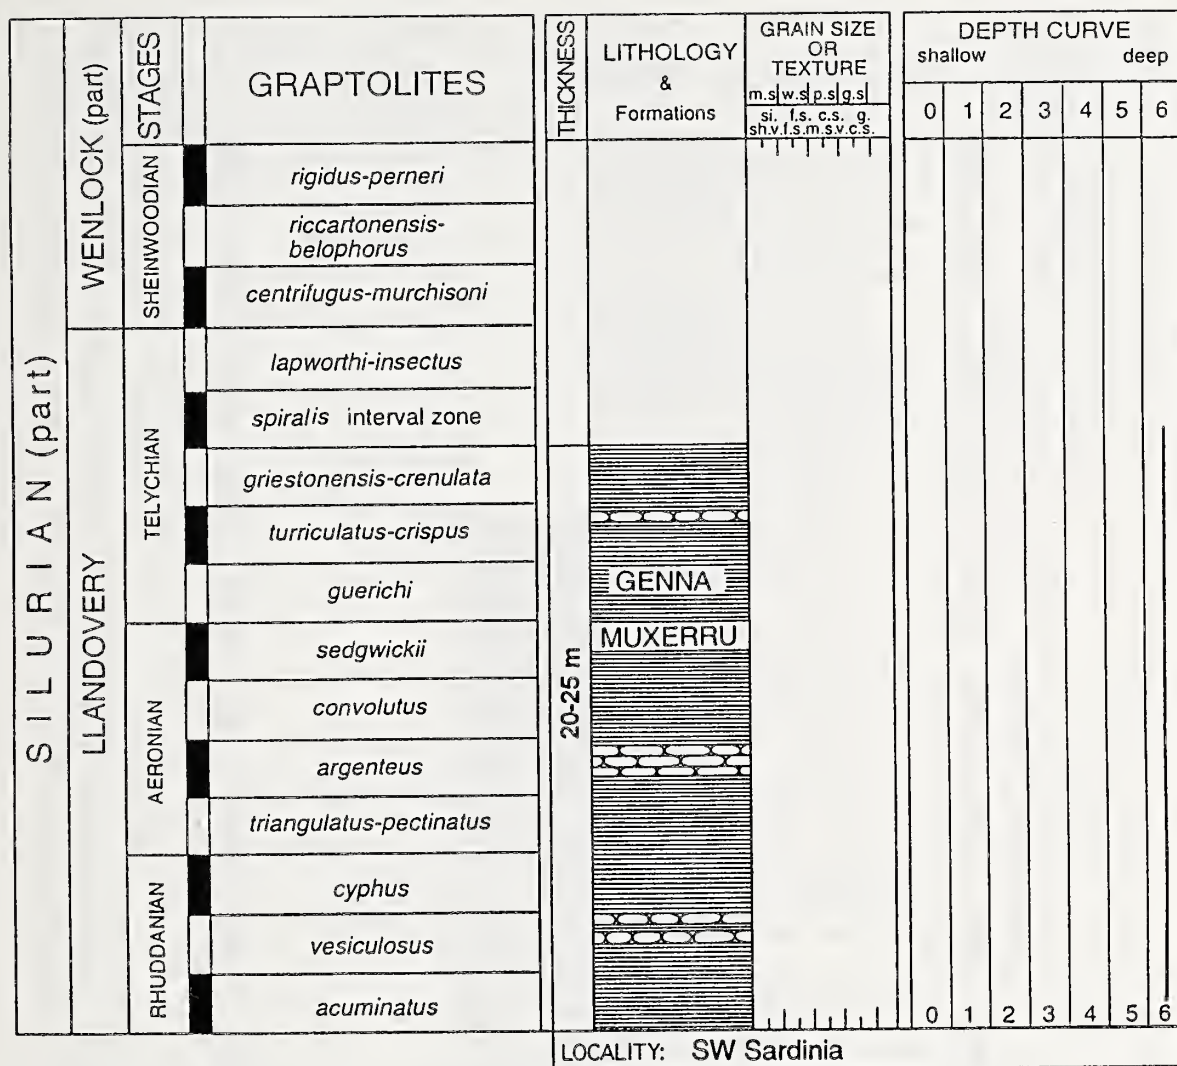 SILURIAN (part)
WENLOCK (part)
LLANDOVERY
STAGES
SHEINWOODIAN
TELYCHIAN
AERONIAN
RHUDDANIAN
GRAPTOLITES
rigidus-perneri
riccartonensis-
belophorus
centrifugus-murchisoni
lapworthi-insectus
spiralis interval zone
griestonensis-crenulata
turriculatus-crispus
guerichi
sedgwickii
convolutus
argenteus
triangulatus-pectinatus
cyphus
vesiculosus
acuminatus
THICKNESS
20-25 m
LITHOLOGY
&
Formations
GENNA
MUXERRU
GRAIN SIZE
OR
TEXTURE
m.s w.s p.s g.s
si. f.s. c.s. g.
sh.v.f.s.m.s.v.c.s.
DEPTH CURVE
shallow deep
0 1 2 3 4 5 6
0 1 2 3 4 5 6
LOCALITY: SW Sardinia